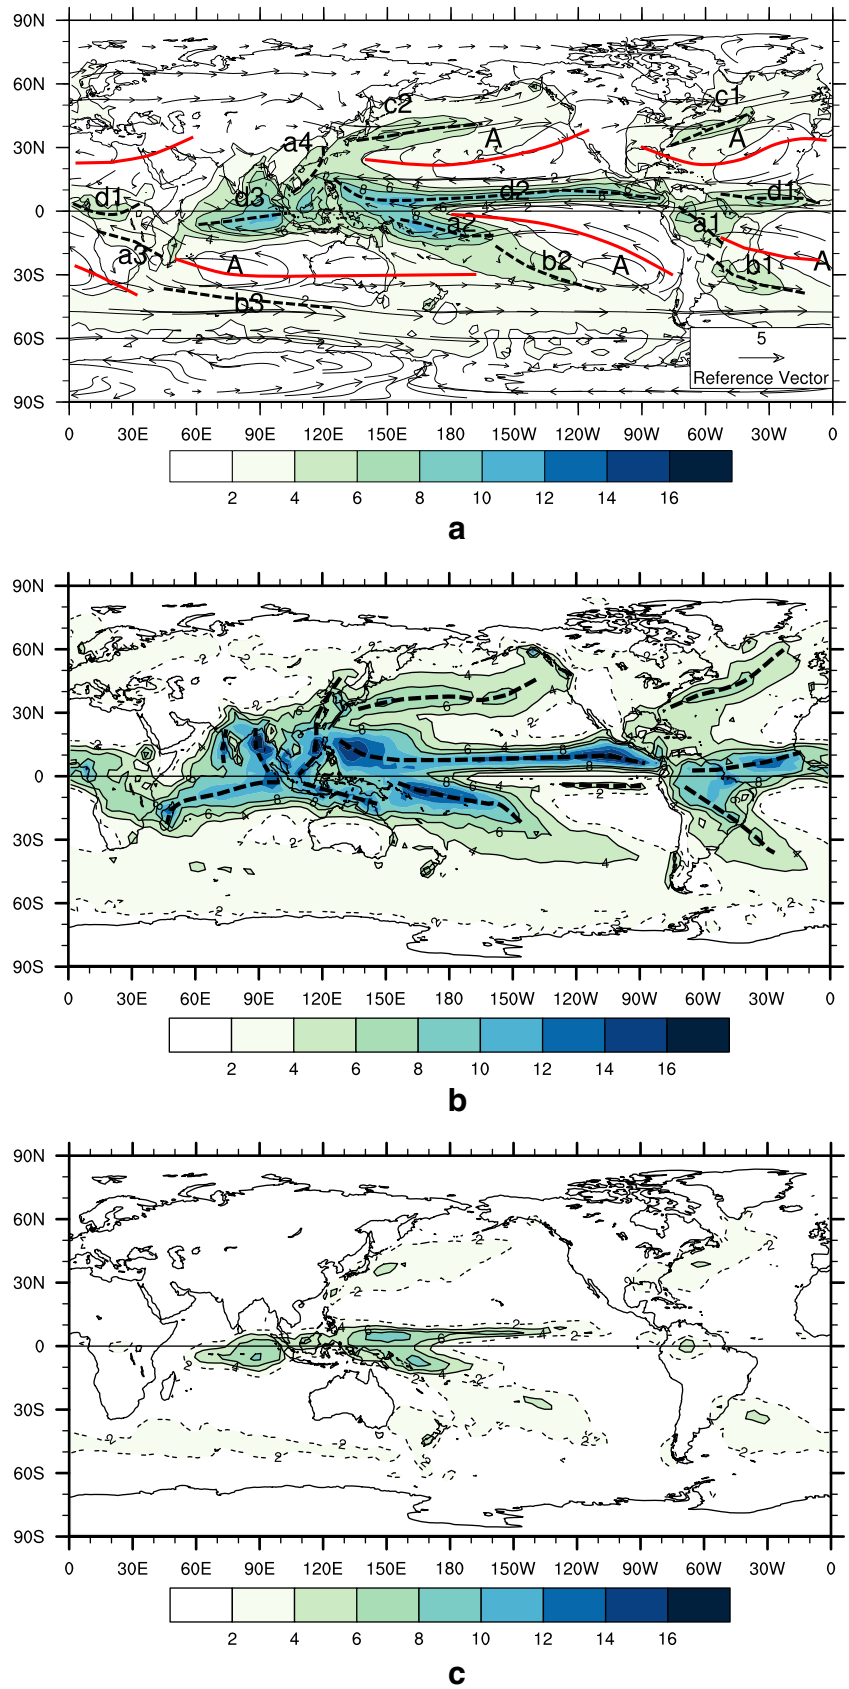 90N
60N
c2
c1
a4
A
A
30N
d1
d3
d2
d1
0
a2
a1
a3
A
b2
A
b1
A
30S
b3
60S
5
Reference Vector
90S
0 30E 60E 90E 120E 150E 180 150W 120W 90W 60W 30W 0
2 4 6 8 10 12 14 16
a
90N
60N
30N
0
30S
60S
90S
0 30E 60E 90E 120E 150E 180 150W 120W 90W 60W 30W 0
2 4 6 8 10 12 14 16
b
90N
60N
30N
0
30S
60S
90S
0 30E 60E 90E 120E 150E 180 150W 120W 90W 60W 30W 0
2 4 6 8 10 12 14 16
c